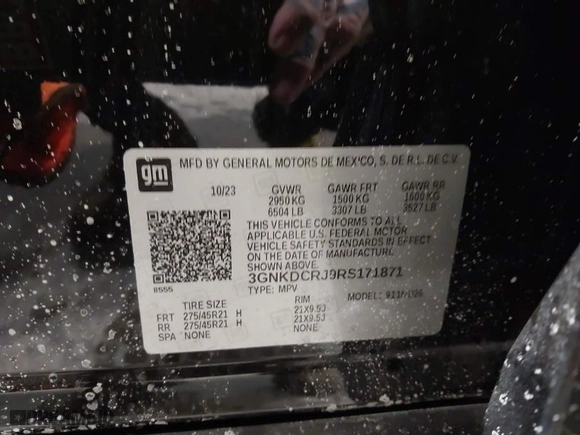 gm MFD BY GENERAL MOTORS DE MEXICO, S. DE R.L. DE C.V.
10/23 GVWR GAWR FRT GAWR RR
2950 KG 1500 KG 1600 KG
6504 LB 3307 LB 3527 LB
THIS VEHICLE CONFORMS TO ALL
APPLICABLE U.S. FEDERAL MOTOR
VEHICLE SAFETY STANDARDS IN EFFECT
ON THE DATE OF MANUFACTURE
SHOWN ABOVE.
3GNKDCRJ9RS171871
8555 TYPE: MPV MODEL:
TIRE SIZE RIM
FRT 275/45R21 H 21X9.5J
RR 275/45R21 H 21X9.5J
SPA NONE NONE